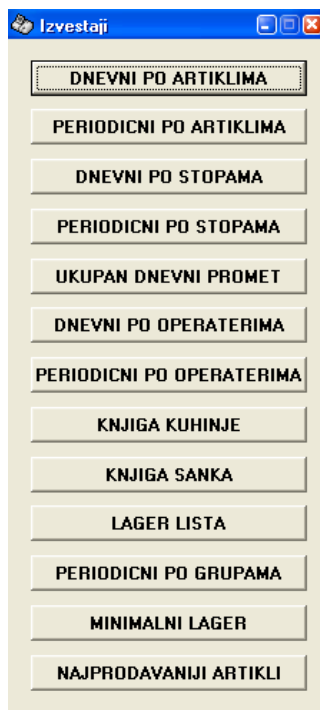 Izvestaji
DNEVNI PO ARTIKLIMA
PERIODICNI PO ARTIKLIMA
DNEVNI PO STOPAMA
PERIODICNI PO STOPAMA
UKUPAN DNEVNI PROMET
DNEVNI PO OPERATERIMA
PERIODICNI PO OPERATERIMA
KNJIGA KUHINJE
KNJIGA SANKA
LAGER LISTA
PERIODICNI PO GRUPAMA
MINIMALNI LAGER
NAJPRODAVANIJI ARTIKLI